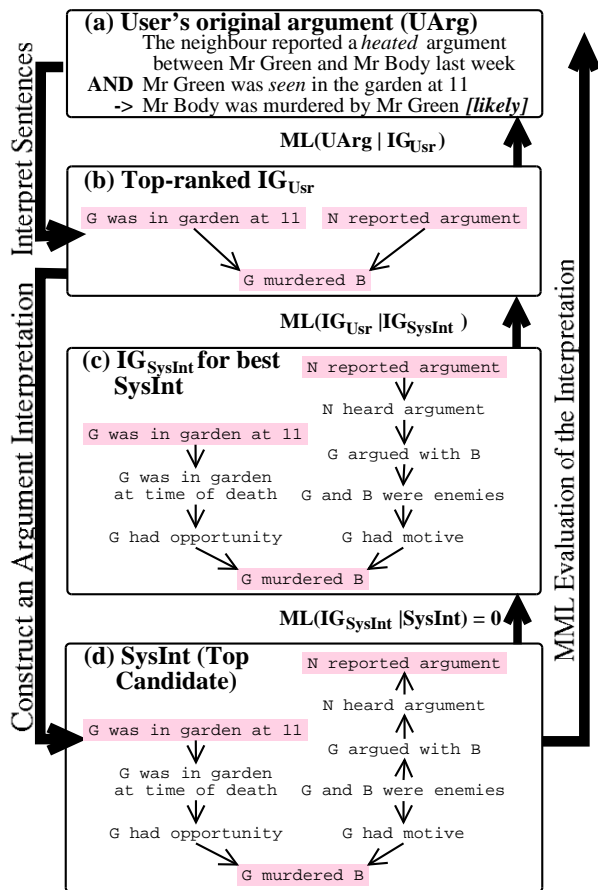 (a) User's original argument (UArg)
The neighbour reported a heated argument
between Mr Green and Mr Body last week
AND Mr Green was seen in the garden at 11
-> Mr Body was murdered by Mr Green [likely]
ML(UArg | IG_Usr)
(b) Top-ranked IG_Usr
G was in garden at 11
N reported argument
G murdered B
ML(IG_Usr |IG_SysInt )
(c) IG_SysInt for best
SysInt
N reported argument
N heard argument
G was in garden at 11
G argued with B
G was in garden
at time of death
G and B were enemies
G had opportunity
G had motive
G murdered B
ML(IG_SysInt |SysInt) = 0
(d) SysInt (Top
Candidate)
N reported argument
N heard argument
G was in garden at 11
G argued with B
G was in garden
at time of death
G and B were enemies
G had opportunity
G had motive
G murdered B
Interpret Sentences
Construct an Argument Interpretation
MML Evaluation of the Interpretation